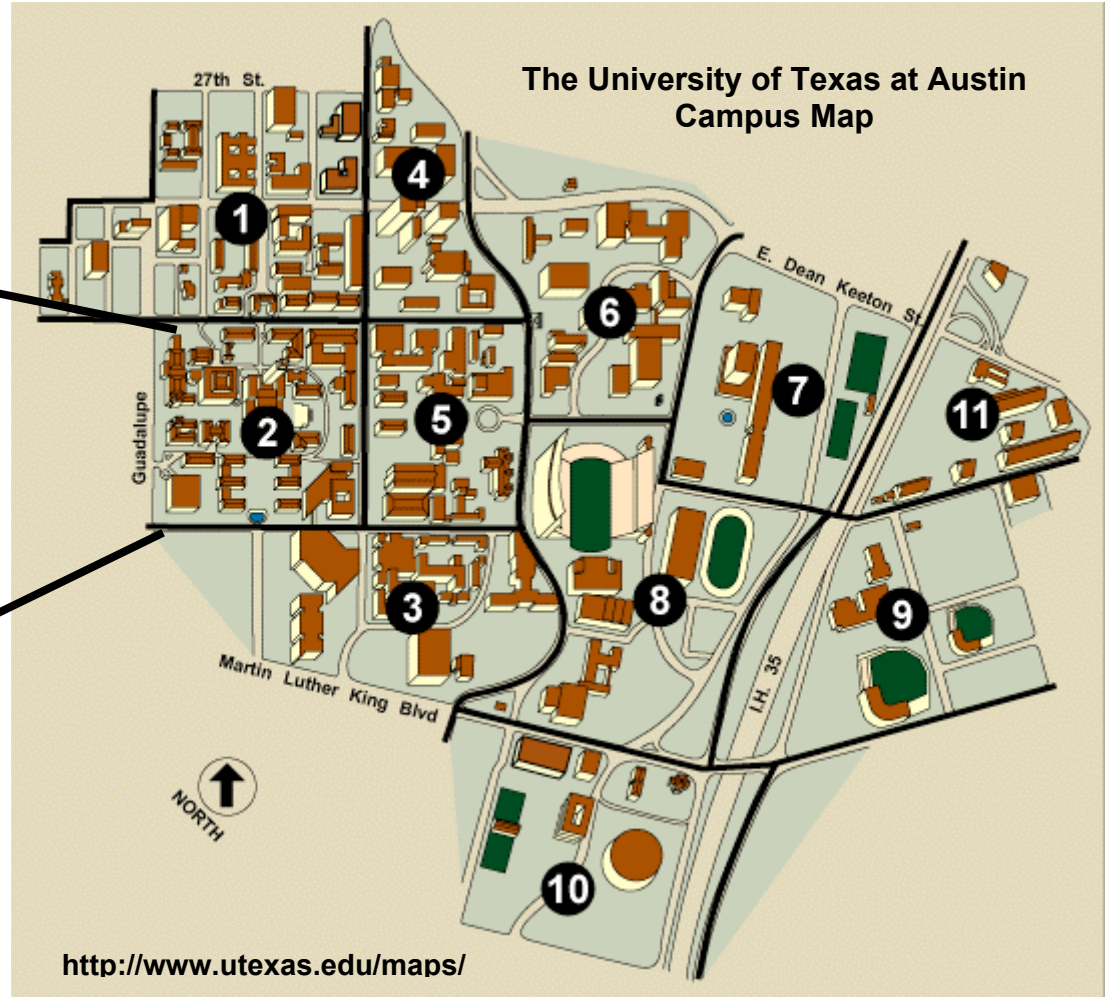 The University of Texas at Austin
Campus Map
27th St.
4
1
E. Dean Keeton St.
6
7
11
Guadalupe
5
2
8
3
9
Martin Luther King Blvd
I.H. 35
NORTH
10
http://www.utexas.edu/maps/